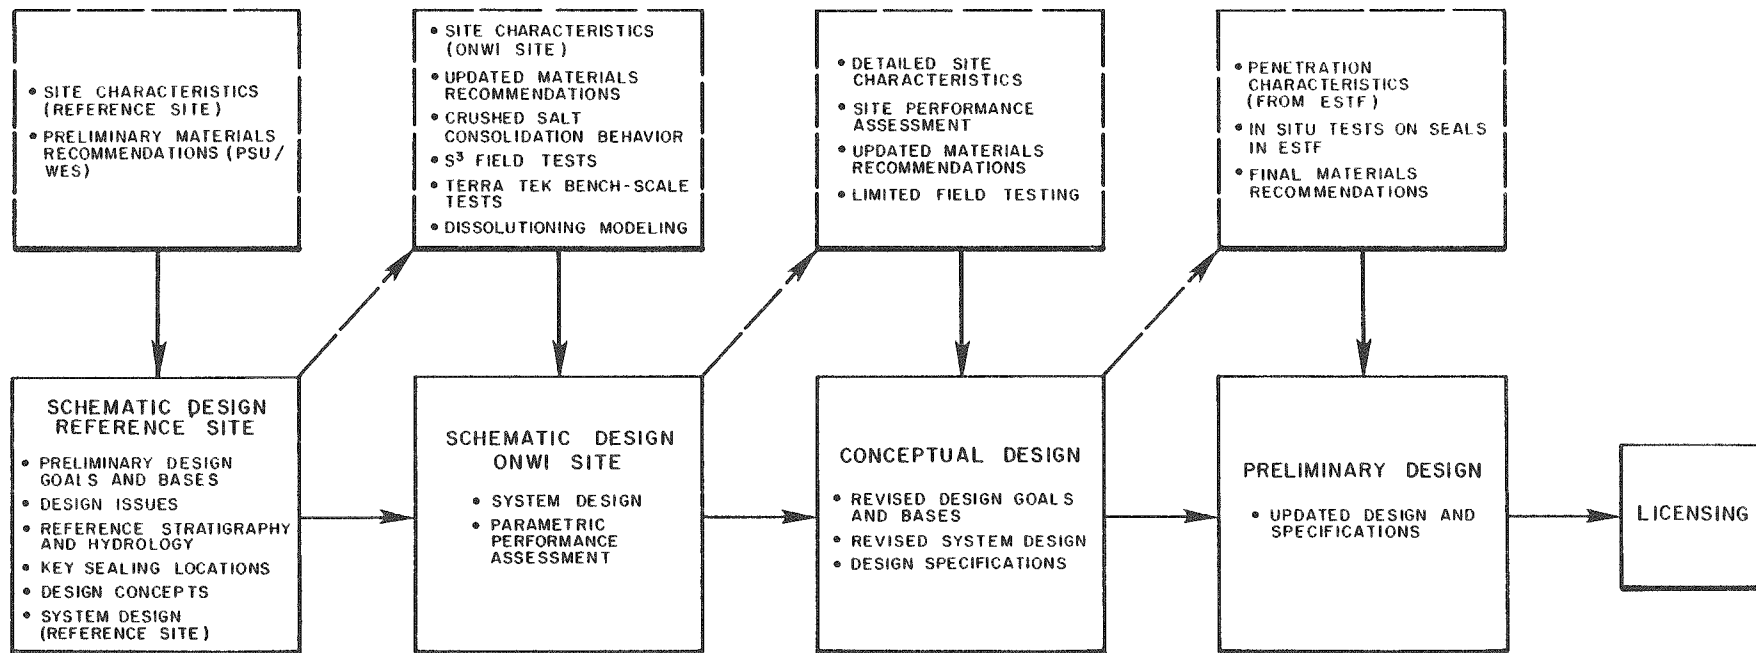 • SITE CHARACTERISTICS
(REFERENCE SITE)
• PRELIMINARY MATERIALS
RECOMMENDATIONS (PSU/
WES)
• SITE CHARACTERISTICS
(ONWI SITE)
• UPDATED MATERIALS
RECOMMENDATIONS
• CRUSHED SALT
CONSOLIDATION BEHAVIOR
• S³ FIELD TESTS
• TERRA TEK BENCH-SCALE
TESTS
• DISSOLUTIONING MODELING
• DETAILED SITE
CHARACTERISTICS
• SITE PERFORMANCE
ASSESSMENT
• UPDATED MATERIALS
RECOMMENDATIONS
• LIMITED FIELD TESTING
• PENETRATION
CHARACTERISTICS
(FROM ESTF)
• IN SITU TESTS ON SEALS
IN ESTF
• FINAL MATERIALS
RECOMMENDATIONS
SCHEMATIC DESIGN
REFERENCE SITE
• PRELIMINARY DESIGN
GOALS AND BASES
• DESIGN ISSUES
• REFERENCE STRATIGRAPHY
AND HYDROLOGY
• KEY SEALING LOCATIONS
• DESIGN CONCEPTS
• SYSTEM DESIGN
(REFERENCE SITE)
SCHEMATIC DESIGN
ONWI SITE
• SYSTEM DESIGN
• PARAMETRIC
PERFORMANCE
ASSESSMENT
CONCEPTUAL DESIGN
• REVISED DESIGN GOALS
AND BASES
• REVISED SYSTEM DESIGN
• DESIGN SPECIFICATIONS
PRELIMINARY DESIGN
• UPDATED DESIGN AND
SPECIFICATIONS
LICENSING